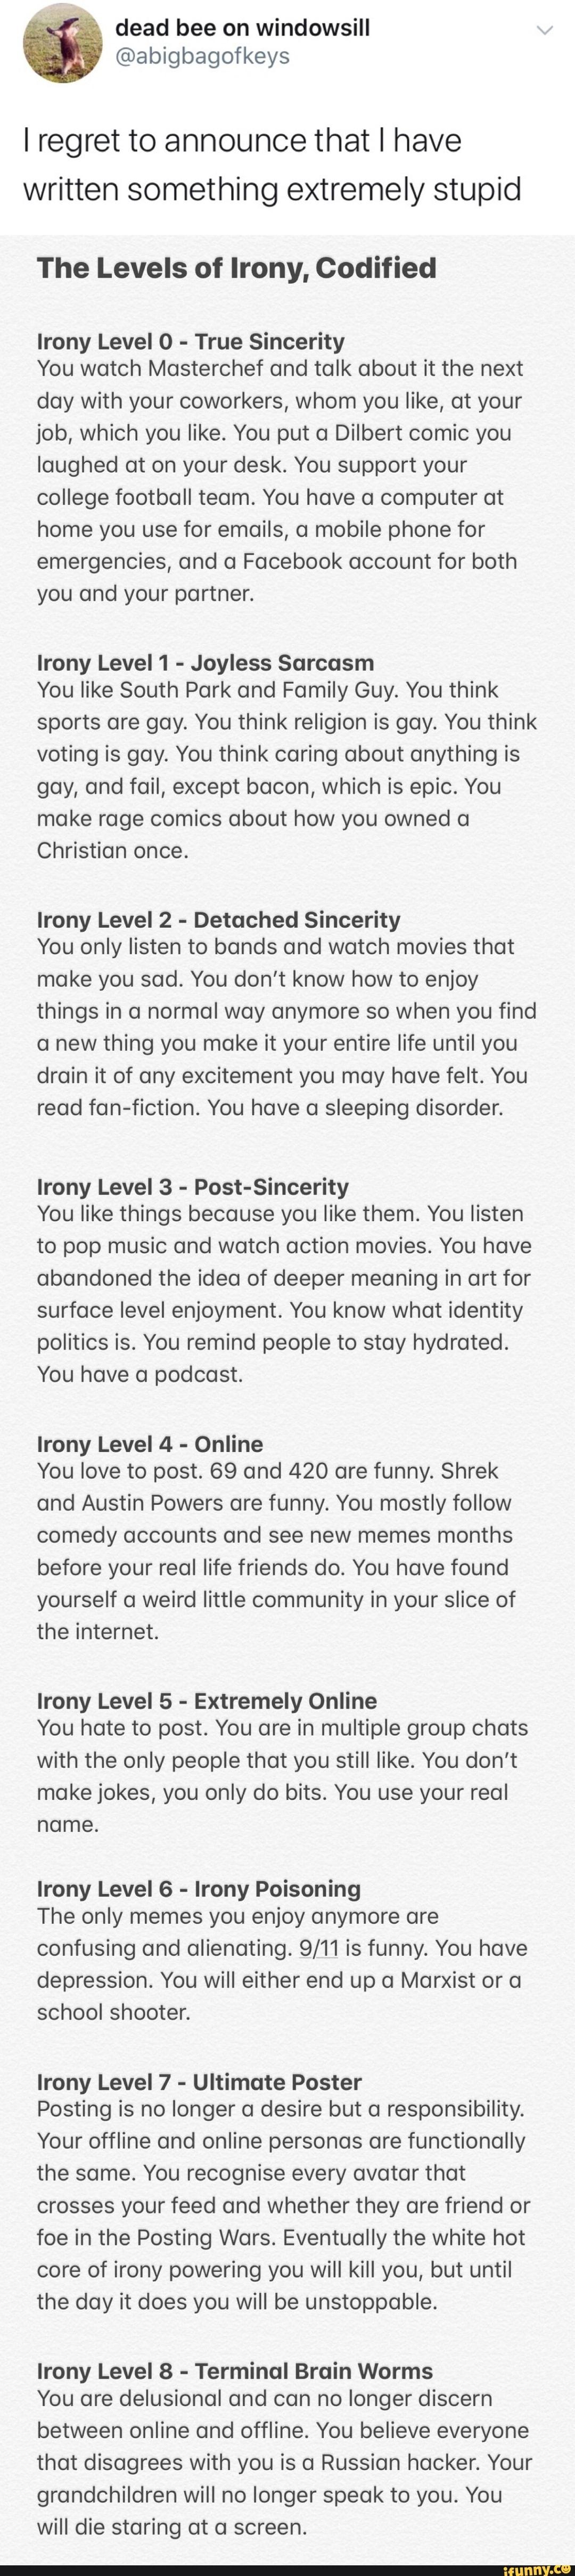 dead bee on windowsill
@abigbagofkeys
I regret to announce that I have
written something extremely stupid
The Levels of Irony, Codified
Irony Level 0 - True Sincerity
You watch Masterchef and talk about it the next
day with your coworkers, whom you like, at your
job, which you like. You put a Dilbert comic you
laughed at on your desk. You support your
college football team. You have a computer at
home you use for emails, a mobile phone for
emergencies, and a Facebook account for both
you and your partner.
Irony Level 1 - Joyless Sarcasm
You like South Park and Family Guy. You think
sports are gay. You think religion is gay. You think
voting is gay. You think caring about anything is
gay, and fail, except bacon, which is epic. You
make rage comics about how you owned a
Christian once.
Irony Level 2 - Detached Sincerity
You only listen to bands and watch movies that
make you sad. You don't know how to enjoy
things in a normal way anymore so when you find
a new thing you make it your entire life until you
drain it of any excitement you may have felt. You
read fan-fiction. You have a sleeping disorder.
Irony Level 3 - Post-Sincerity
You like things because you like them. You listen
to pop music and watch action movies. You have
abandoned the idea of deeper meaning in art for
surface level enjoyment. You know what identity
politics is. You remind people to stay hydrated.
You have a podcast.
Irony Level 4 - Online
You love to post. 69 and 420 are funny. Shrek
and Austin Powers are funny. You mostly follow
comedy accounts and see new memes months
before your real life friends do. You have found
yourself a weird little community in your slice of
the internet.
Irony Level 5 - Extremely Online
You hate to post. You are in multiple group chats
with the only people that you still like. You don't
make jokes, you only do bits. You use your real
name.
Irony Level 6 - Irony Poisoning
The only memes you enjoy anymore are
confusing and alienating. 9/11 is funny. You have
depression. You will either end up a Marxist or a
school shooter.
Irony Level 7 - Ultimate Poster
Posting is no longer a desire but a responsibility.
Your offline and online personas are functionally
the same. You recognise every avatar that
crosses your feed and whether they are friend or
foe in the Posting Wars. Eventually the white hot
core of irony powering you will kill you, but until
the day it does you will be unstoppable.
Irony Level 8 - Terminal Brain Worms
You are delusional and can no longer discern
between online and offline. You believe everyone
that disagrees with you is a Russian hacker. Your
grandchildren will no longer speak to you. You
will die staring at a screen.
ifunny.co